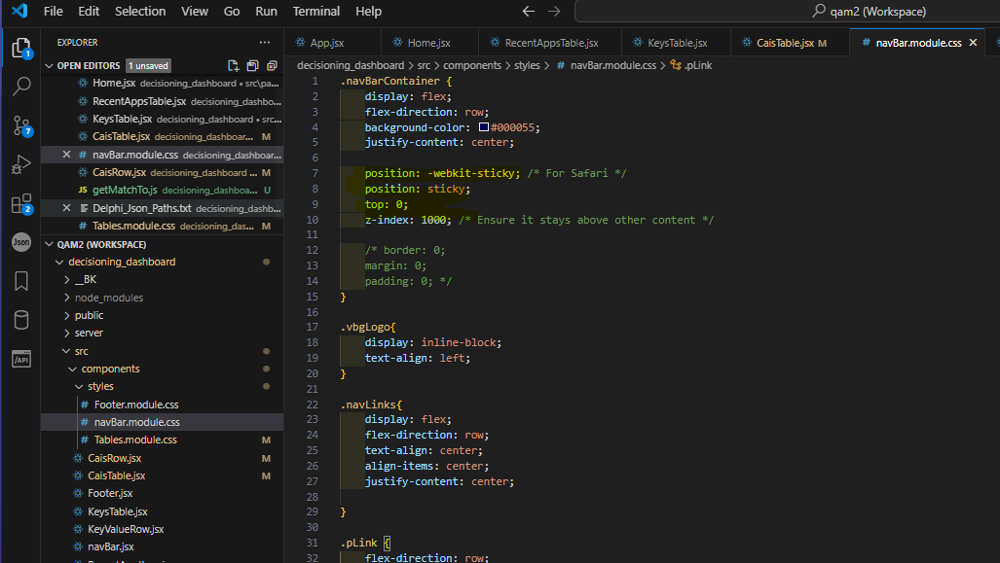 File Edit Selection View Go Run Terminal Help
qam2 (Workspace)
EXPLORER
App.jsx
Home.jsx
RecentAppsTable.jsx
KeysTable.jsx
CaisTable.jsx M
# navBar.module.css
OPEN EDITORS 1 unsaved
Home.jsx decisioning_dashboard • src\pa...
RecentAppsTable.jsx decisioning_dashbo...
KeysTable.jsx decisioning_dashboard • src...
CaisTable.jsx decisioning_dashboard... M
# navBar.module.css decisioning_dashboard...
CaisRow.jsx decisioning_dashboard ... M
JS getMatchTo.js decisioning_dashboa... U
Delphi_Json_Paths.txt decisioning_dashb...
# Tables.module.css decisioning_das... M
QAM2 (WORKSPACE)
decisioning_dashboard
__BK
node_modules
public
server
src
components
styles
# Footer.module.css
# navBar.module.css
# Tables.module.css M
CaisRow.jsx M
CaisTable.jsx M
Footer.jsx
KeysTable.jsx
KeyValueRow.jsx
navBar.jsx
1
7
2
Json
/API
decisioning_dashboard > src > components > styles > # navBar.module.css > .pLink
1 .navBarContainer {
2 display: flex;
3 flex-direction: row;
4 background-color: #000055;
5 justify-content: center;
6
7 position: -webkit-sticky; /* For Safari */
8 position: sticky;
9 top: 0;
10 z-index: 1000; /* Ensure it stays above other content */
11
12 /* border: 0;
13 margin: 0;
14 padding: 0; */
15 }
16
17 .vbgLogo{
18 display: inline-block;
19 text-align: left;
20 }
21
22 .navLinks{
23 display: flex;
24 flex-direction: row;
25 text-align: center;
26 align-items: center;
27 justify-content: center;
28
29 }
30
31 .pLink {
32 flex-direction: row;